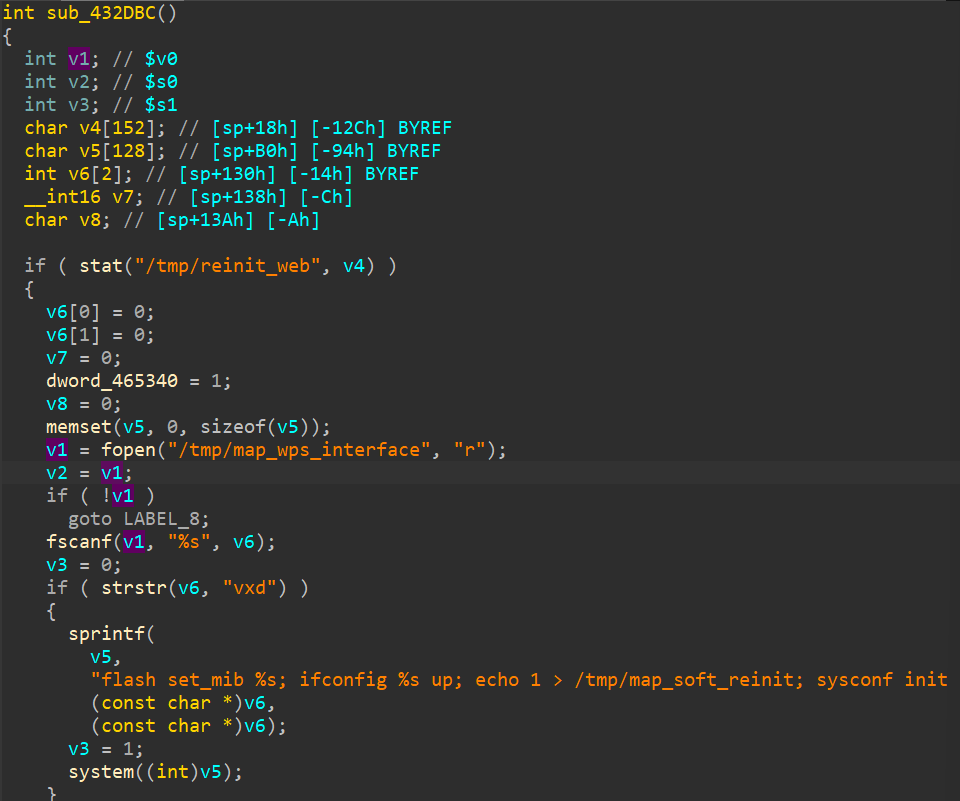 int sub_432DBC()
{
  int v1; // $v0
  int v2; // $s0
  int v3; // $s1
  char v4[152]; // [sp+18h] [-12Ch] BYREF
  char v5[128]; // [sp+B0h] [-94h] BYREF
  int v6[2]; // [sp+130h] [-14h] BYREF
  __int16 v7; // [sp+138h] [-Ch]
  char v8; // [sp+13Ah] [-Ah]

  if ( stat("/tmp/reinit_web", v4) )
  {
    v6[0] = 0;
    v6[1] = 0;
    v7 = 0;
    dword_465340 = 1;
    v8 = 0;
    memset(v5, 0, sizeof(v5));
    v1 = fopen("/tmp/map_wps_interface", "r");
    v2 = v1;
    if ( !v1 )
      goto LABEL_8;
    fscanf(v1, "%s", v6);
    v3 = 0;
    if ( strstr(v6, "vxd") )
    {
      sprintf(
        v5,
        "flash set_mib %s; ifconfig %s up; echo 1 > /tmp/map_soft_reinit; sysconf init
        (const char *)v6,
        (const char *)v6);
      v3 = 1;
      system((int)v5);
    }